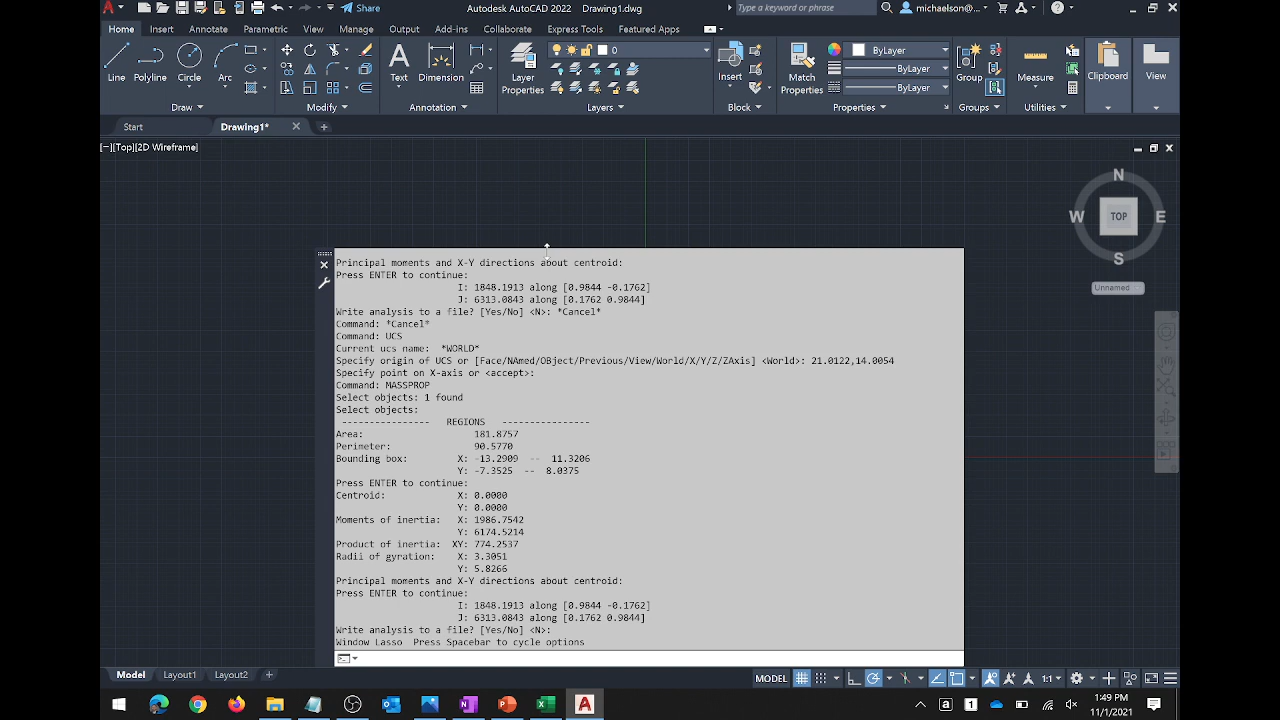 Share
Autodesk AutoCAD 2022 Drawing1.dwg
Type a keyword or phrase
michaelson...
Home Insert Annotate Parametric View Manage Output Add-ins Collaborate Express Tools Featured Apps
0
ByLayer
ByLayer
ByLayer
Line Polyline Circle Arc Text Dimension Layer Properties Insert Match Properties Group Measure Clipboard View
Draw Modify Annotation Layers Block Properties Groups Utilities
Start Drawing1*
[−][Top][2D Wireframe]
N
W TOP E
S
Unnamed
Principal moments and X-Y directions about centroid:
Press ENTER to continue:
I: 1848.1913 along [0.9844 -0.1762]
J: 6313.0843 along [0.1762 0.9844]
Write analysis to a file? [Yes/No] <N>: *Cancel*
Command: *Cancel*
Command: UCS
Current ucs name: *WORLD*
Specify origin of UCS or [Face/NAmed/OBject/Previous/View/World/X/Y/Z/ZAxis] <World>: 21.0122,14.0054
Specify point on X-axis or <accept>:
Command: MASSPROP
Select objects: 1 found
Select objects:
---------------- REGIONS ----------------
Area: 181.8757
Perimeter: 90.5770
Bounding box: X: -13.2909 -- 11.3206
Y: -7.3525 -- 8.0375
Press ENTER to continue:
Centroid: X: 0.0000
Y: 0.0000
Moments of inertia: X: 1986.7542
Y: 6174.5214
Product of inertia: XY: 774.2537
Radii of gyration: X: 3.3051
Y: 5.8266
Principal moments and X-Y directions about centroid:
Press ENTER to continue:
I: 1848.1913 along [0.9844 -0.1762]
J: 6313.0843 along [0.1762 0.9844]
Write analysis to a file? [Yes/No] <N>:
Window Lasso Press Spacebar to cycle options
Model Layout1 Layout2 +
MODEL 1:1
1:49 PM
11/1/2021